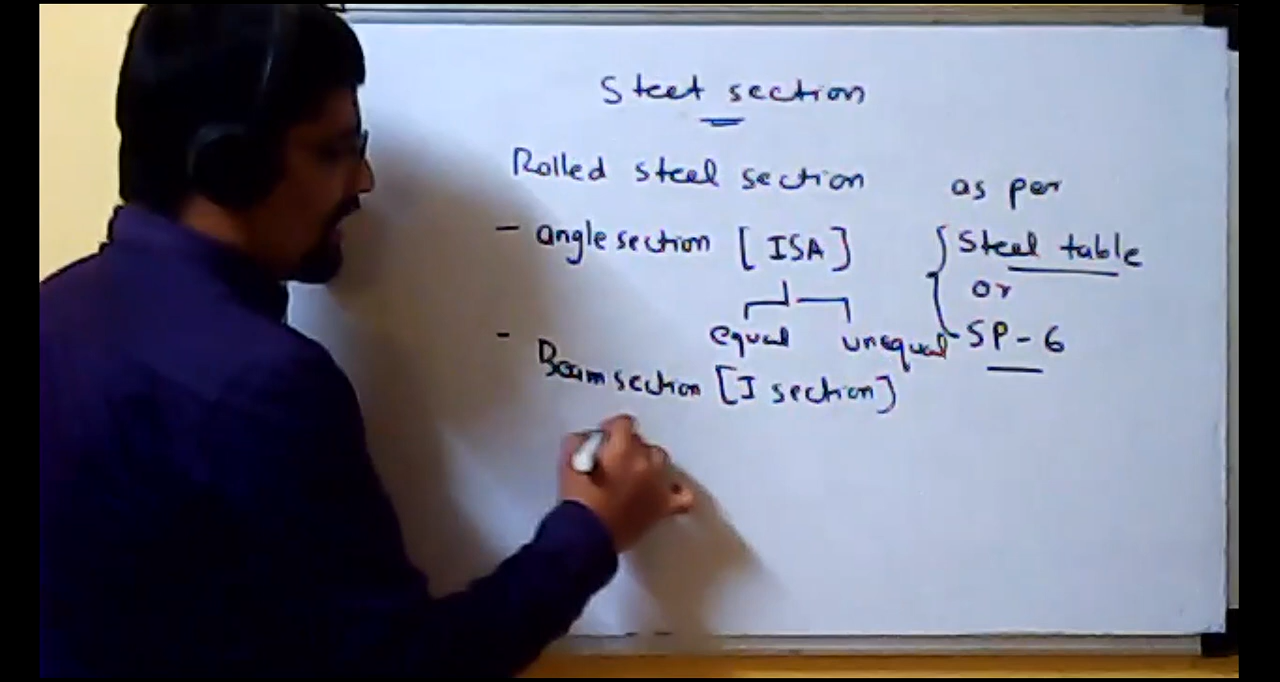 Steel section
Rolled steel section
- angle section [ISA]
equal unequal
- Beam section [I section]
as per
Steel table
or
SP-6